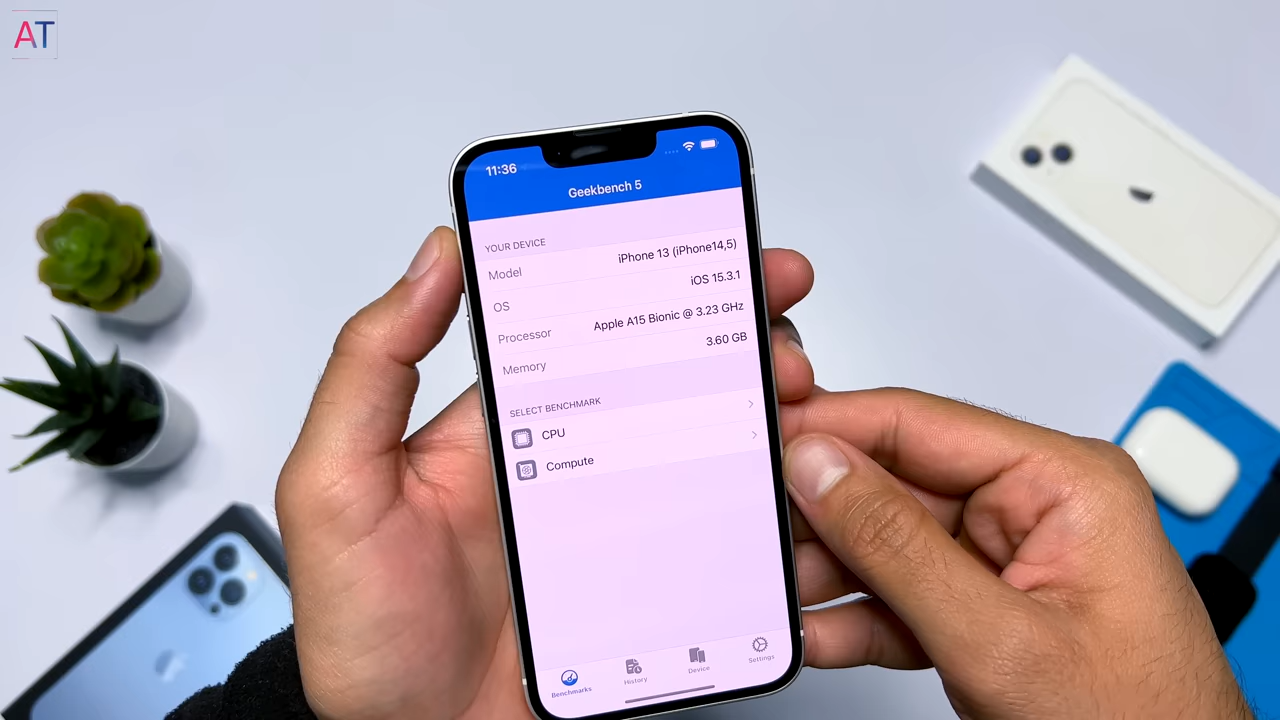 AT
11:36
Geekbench 5
YOUR DEVICE
Model iPhone 13 (iPhone14,5)
OS iOS 15.3.1
Processor Apple A15 Bionic @ 3.23 GHz
Memory 3.60 GB
SELECT BENCHMARK
CPU
Compute
Benchmarks History Device Settings